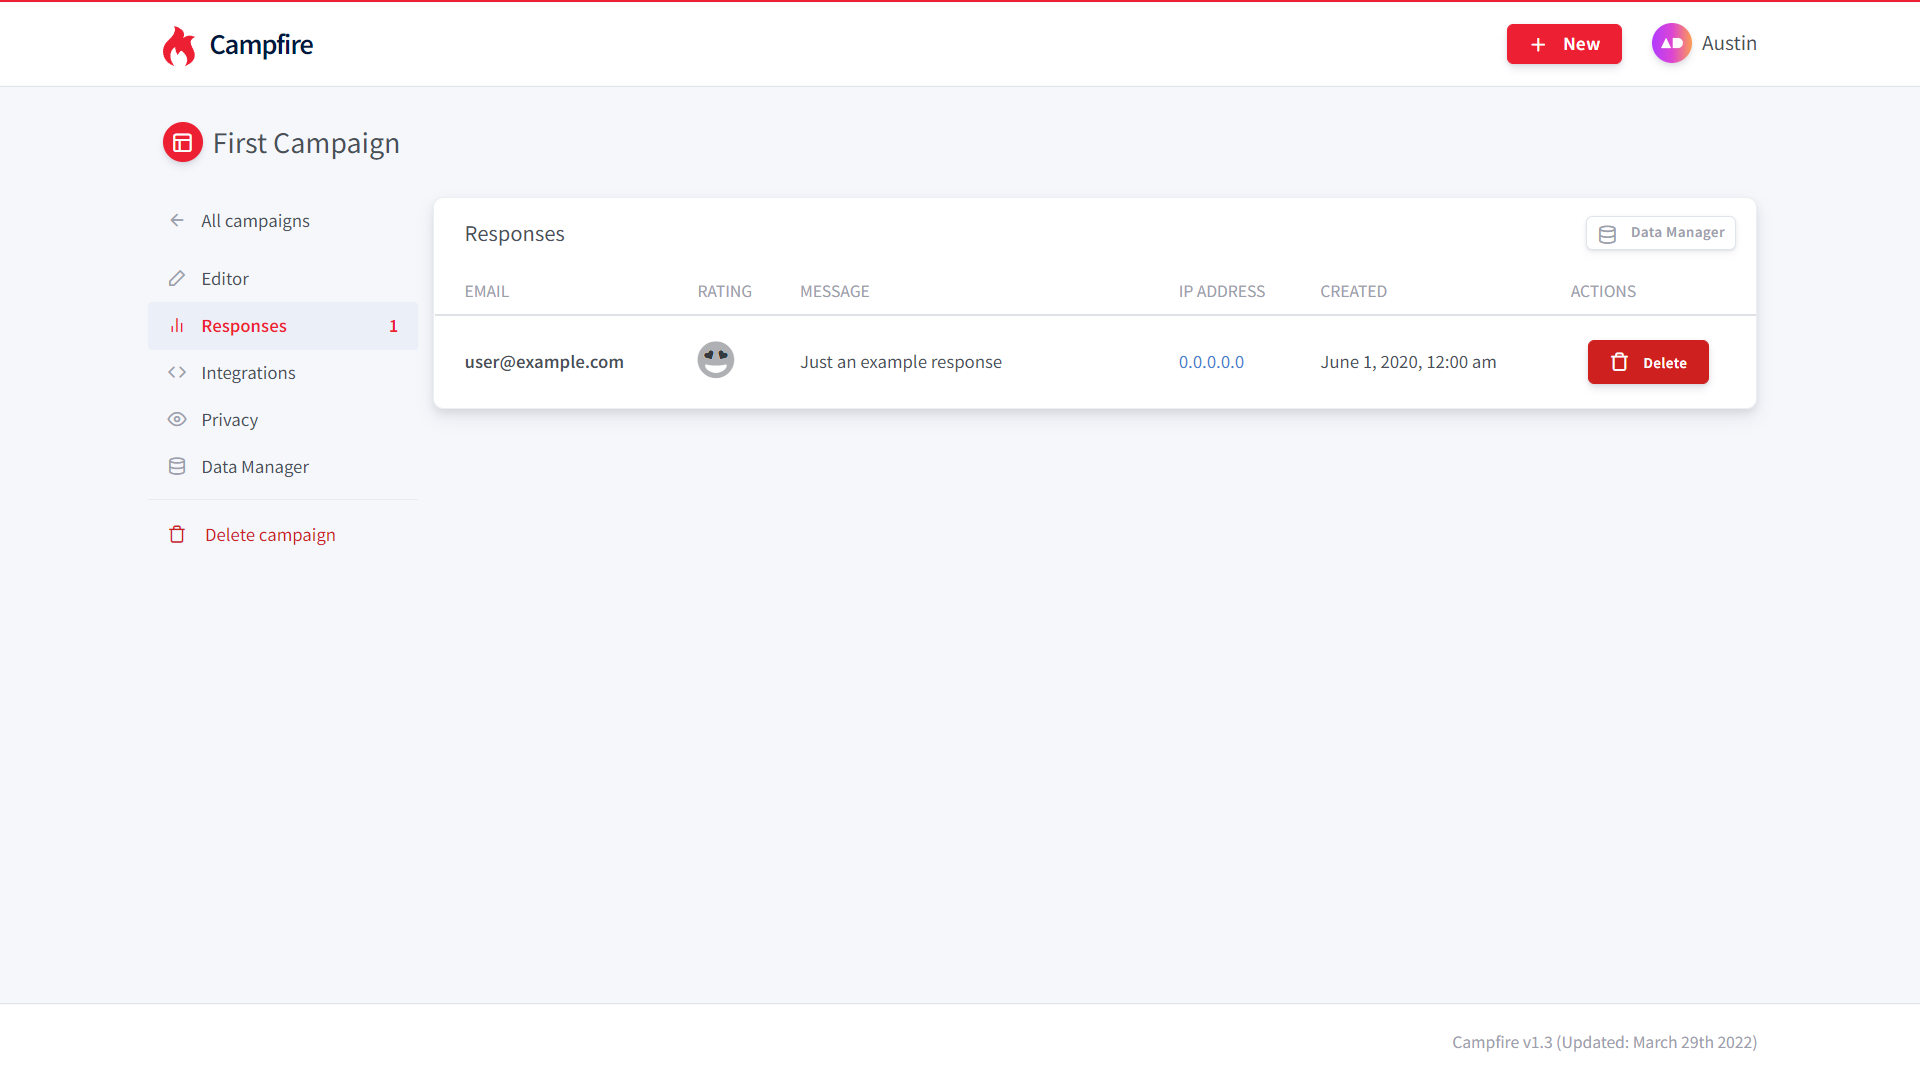 Campfire
New
AD
Austin
First Campaign
All campaigns
Editor
Responses 1
Integrations
Privacy
Data Manager
Delete campaign
Responses
Data Manager
EMAIL RATING MESSAGE IP ADDRESS CREATED ACTIONS
user@example.com Just an example response 0.0.0.0.0 June 1, 2020, 12:00 am Delete
Campfire v1.3 (Updated: March 29th 2022)